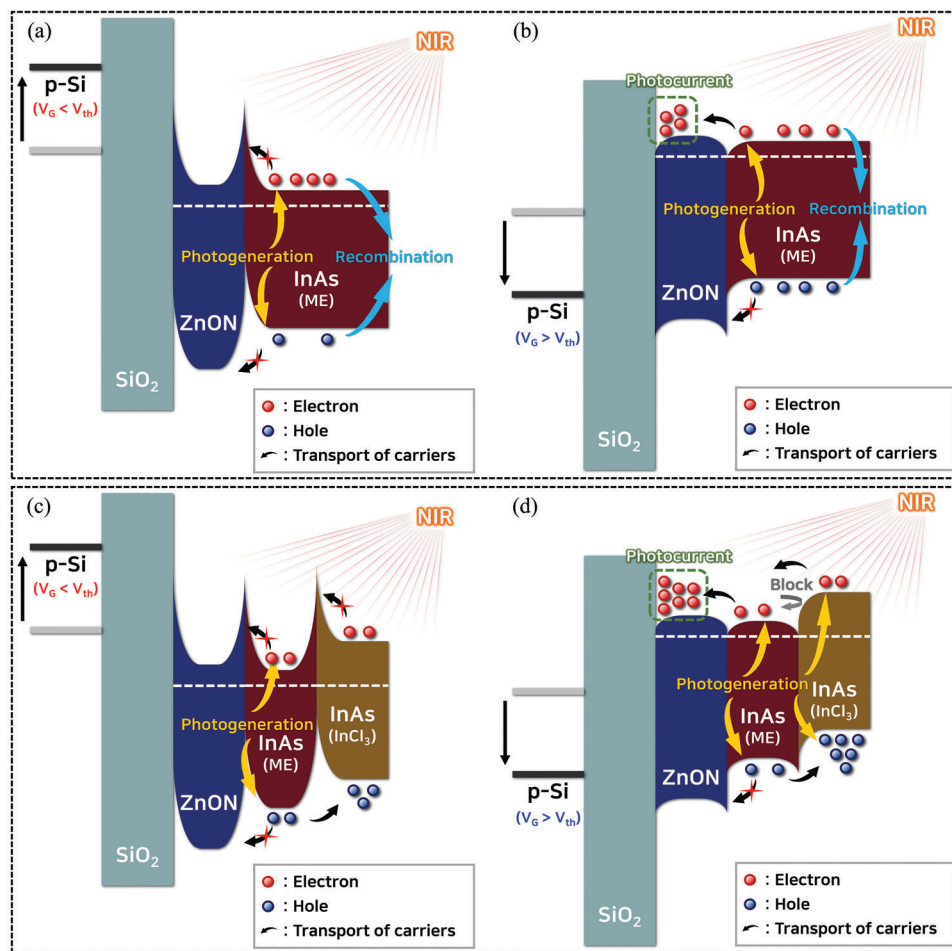 (a)
NIR
p-Si
(V_G < V_th)
Photogeneration
Recombination
InAs
(ME)
ZnON
SiO₂
: Electron
: Hole
: Transport of carriers
(b)
NIR
Photocurrent
Photogeneration
Recombination
InAs
(ME)
p-Si
(V_G > V_th)
ZnON
SiO₂
: Electron
: Hole
: Transport of carriers
(c)
NIR
p-Si
(V_G < V_th)
Photogeneration
InAs
(InCl₃)
InAs
(ME)
ZnON
SiO₂
: Electron
: Hole
: Transport of carriers
(d)
NIR
Photocurrent
Block
Photogeneration
InAs
(InCl₃)
InAs
(ME)
p-Si
(V_G > V_th)
ZnON
SiO₂
: Electron
: Hole
: Transport of carriers